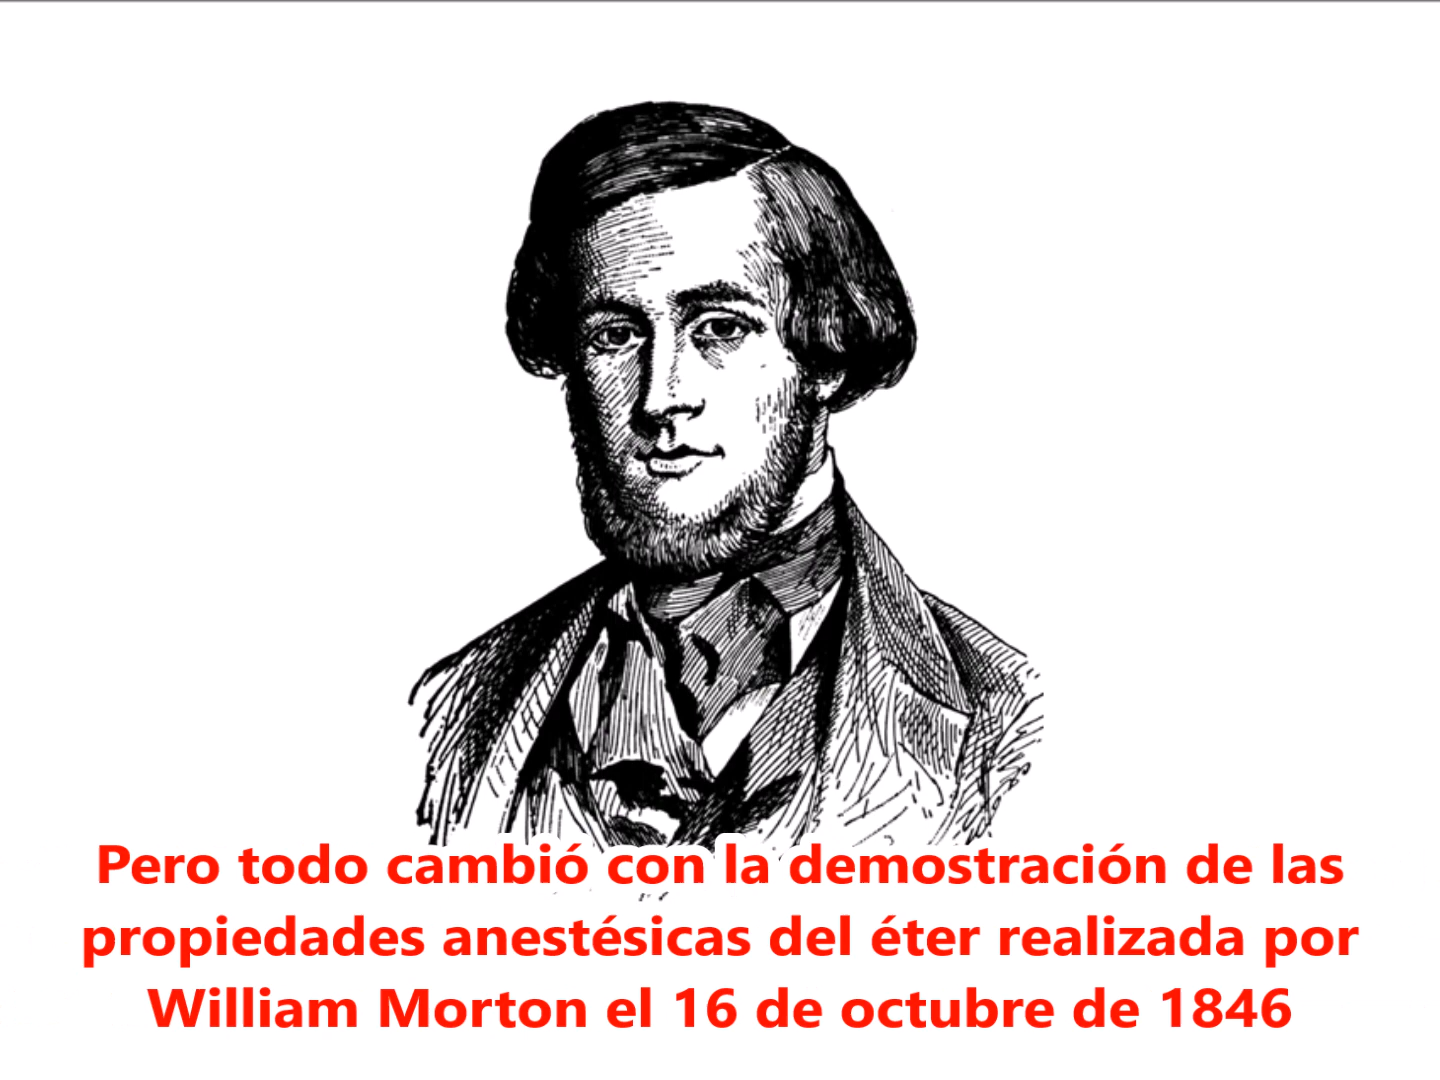 Pero todo cambió con la demostración de las
propiedades anestésicas del éter realizada por
William Morton el 16 de octubre de 1846